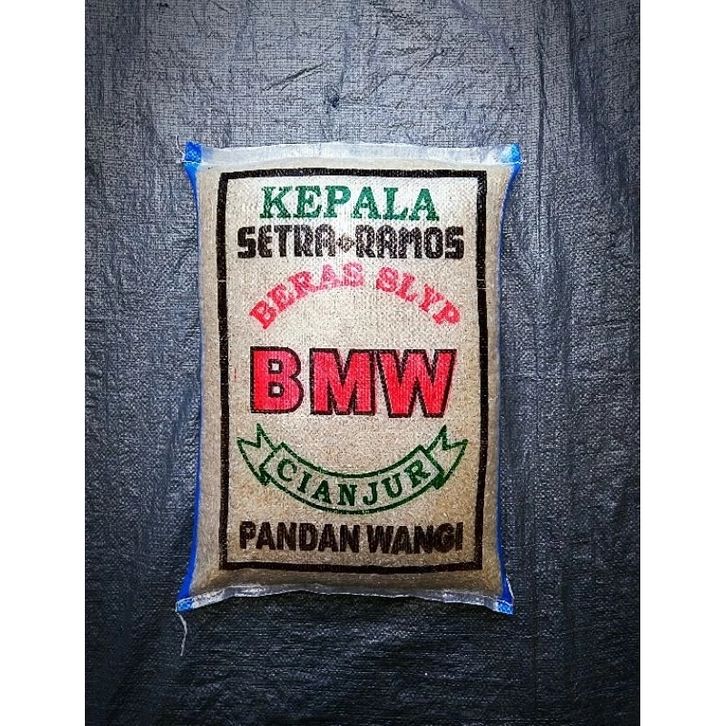 KEPALA
SETRA RAMOS
BERAS SLYP
BMW
CIANJUR
PANDAN WANGI